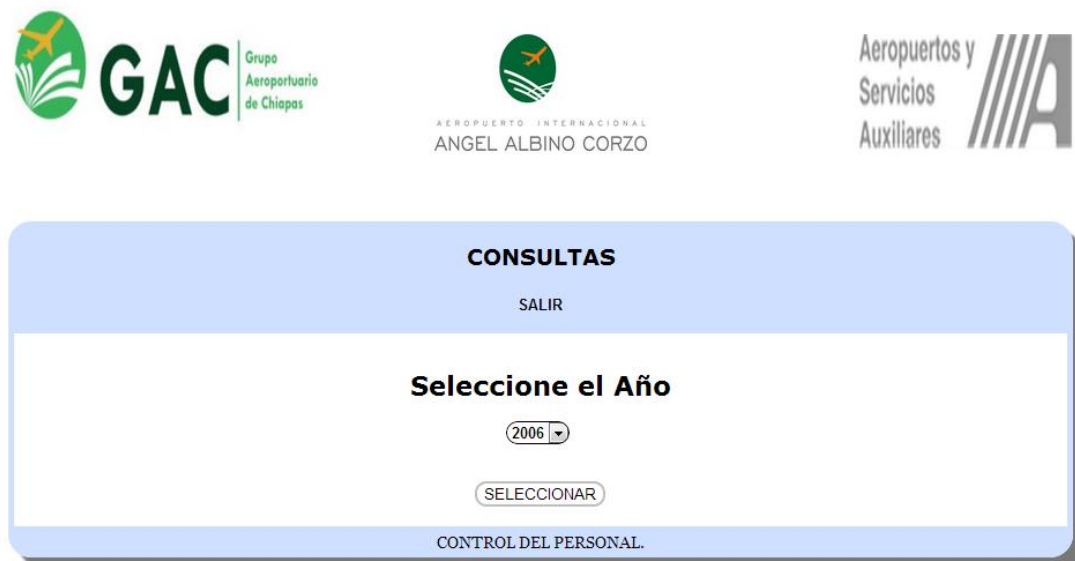 GAC
Grupo
Aeroportuario
de Chiapas
AEROPUERTO INTERNACIONAL
ANGEL ALBINO CORZO
Aeropuertos y
Servicios
Auxiliares
CONSULTAS
SALIR
Seleccione el Año
2006
SELECCIONAR
CONTROL DEL PERSONAL.